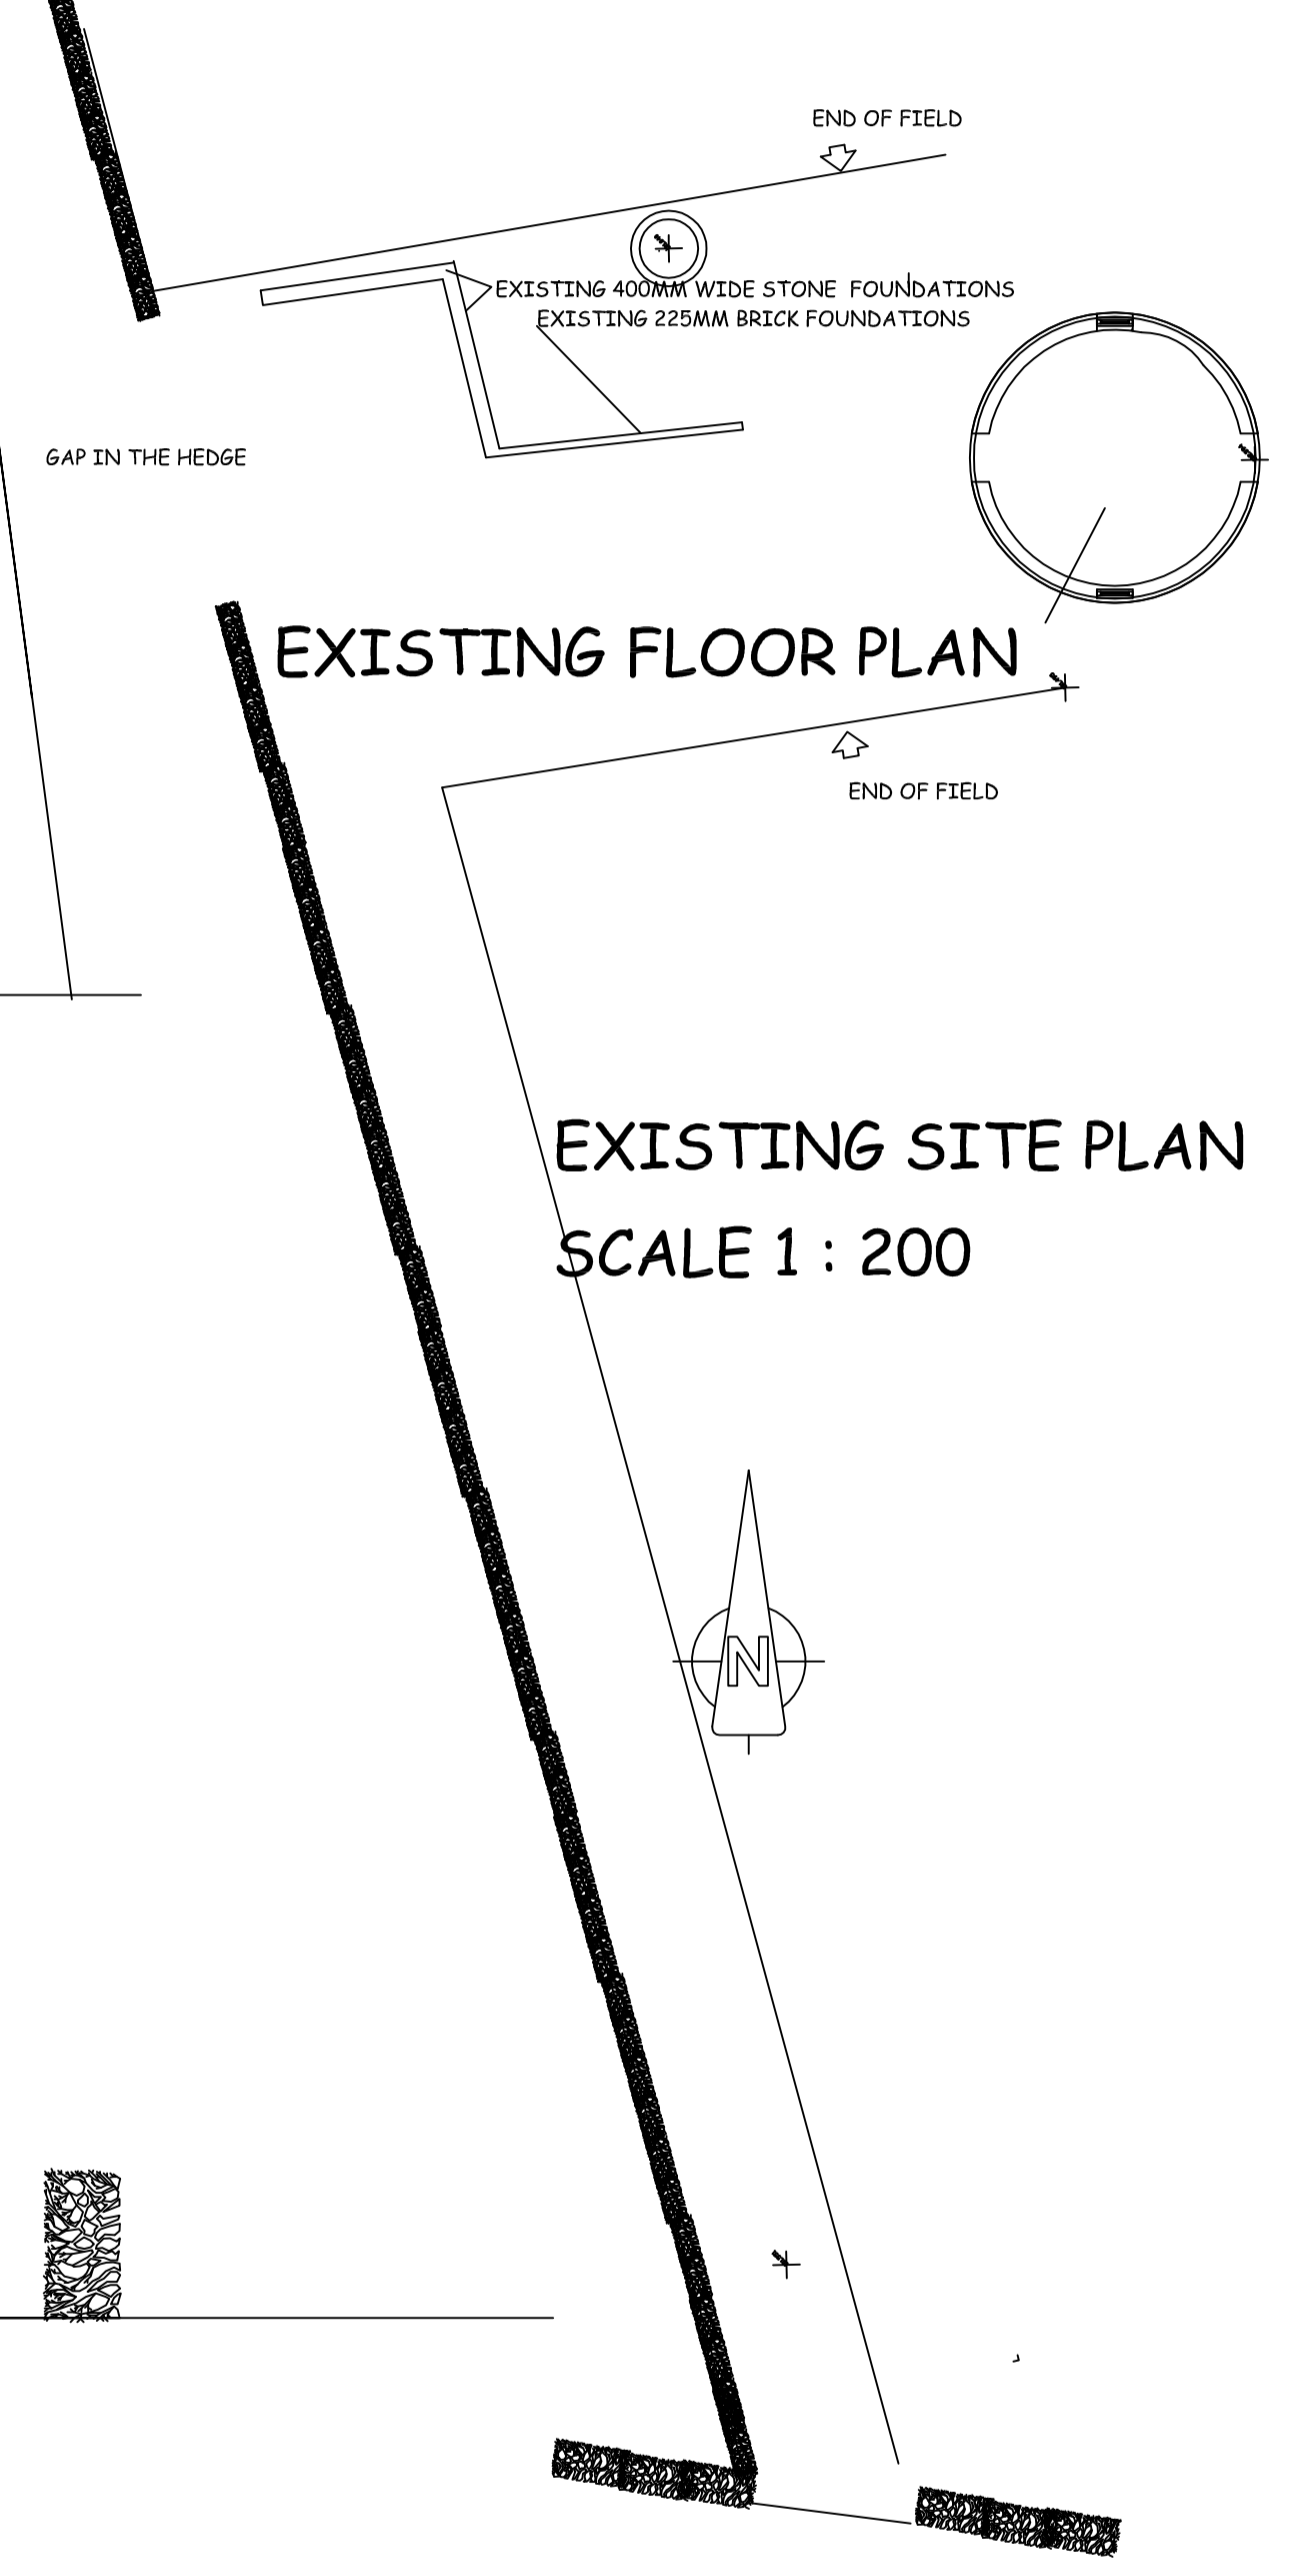 END OF FIELD
EXISTING 400MM WIDE STONE FOUNDATIONS
EXISTING 225MM BRICK FOUNDATIONS
GAP IN THE HEDGE
EXISTING FLOOR PLAN
END OF FIELD
EXISTING SITE PLAN
SCALE 1 : 200
N